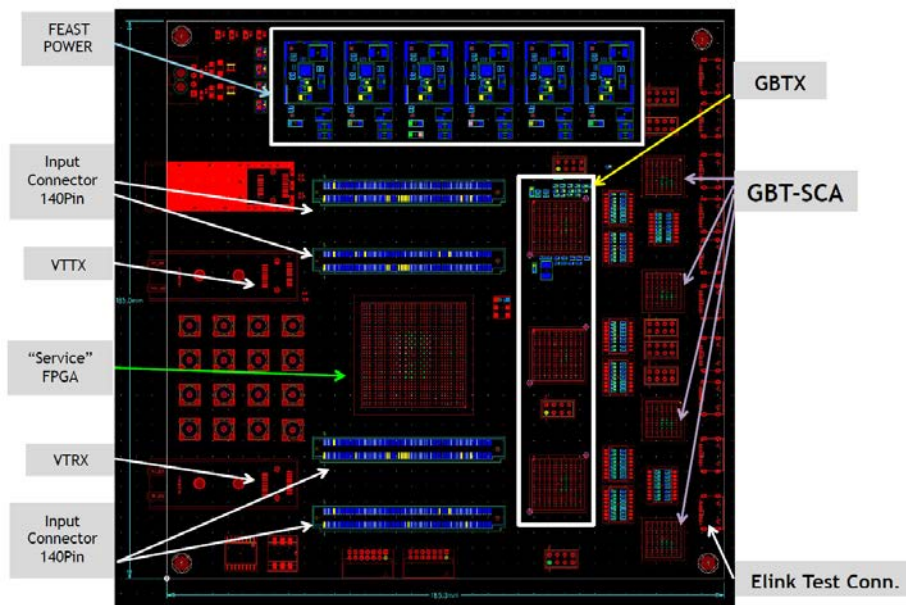 FEAST
POWER
GBTX
Input
Connector
140Pin
GBT-SCA
VTTX
"Service"
FPGA
VTRX
Input
Connector
140Pin
Elink Test Conn.